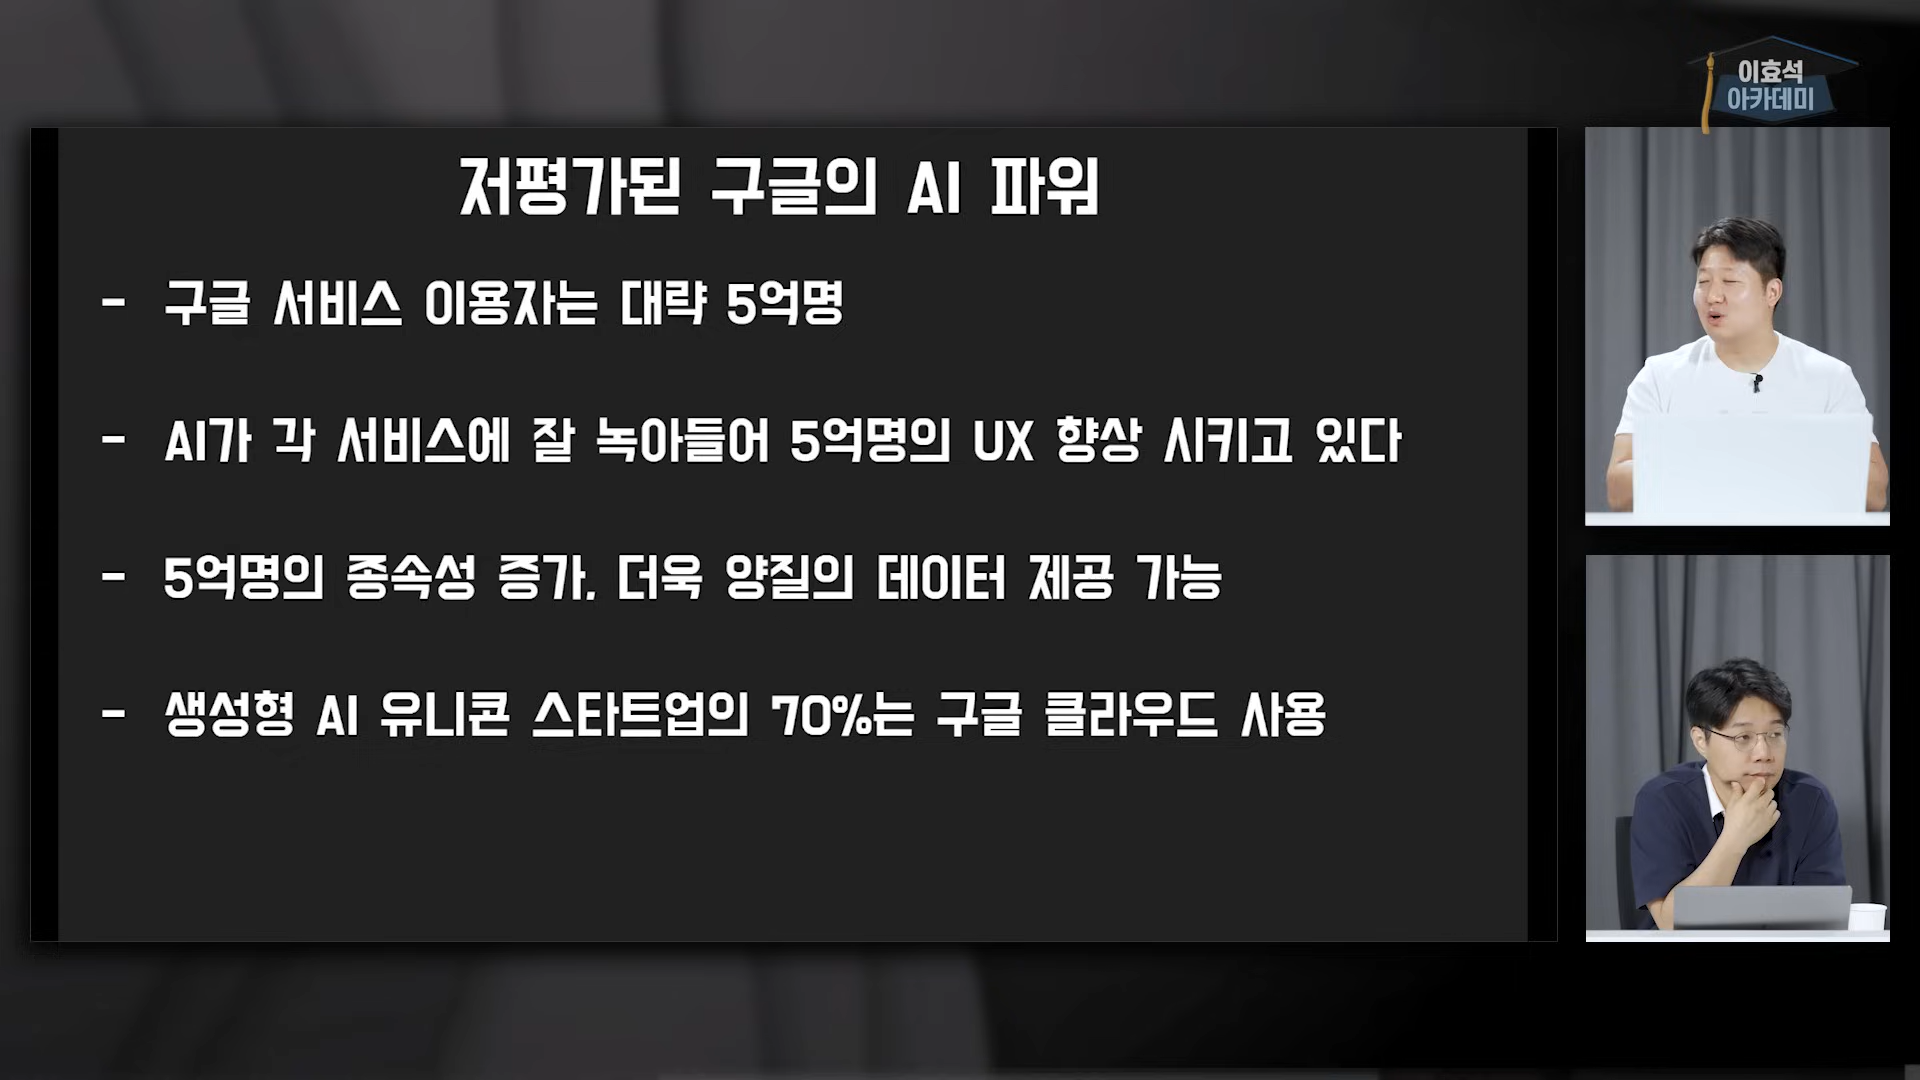 이효석
아카데미
저평가된 구글의 AI 파워
- 구글 서비스 이용자는 대략 5억명
- AI가 각 서비스에 잘 녹아들어 5억명의 UX 향상 시키고 있다
- 5억명의 종속성 증가, 더욱 양질의 데이터 제공 가능
- 생성형 AI 유니콘 스타트업의 70%는 구글 클라우드 사용